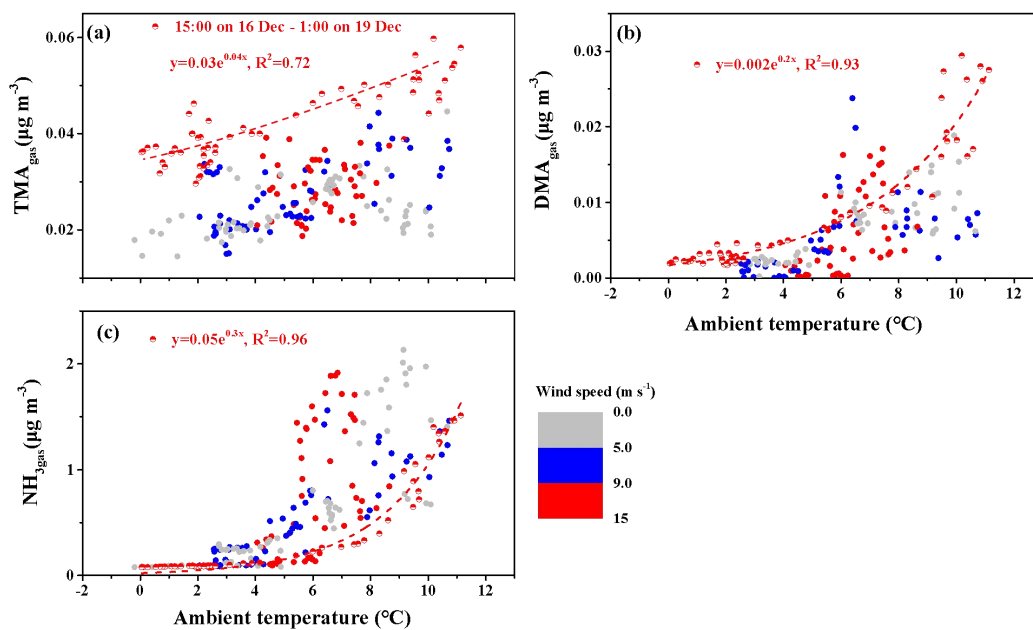 (a)
15:00 on 16 Dec - 1:00 on 19 Dec
y=0.03e^0.04x, R²=0.72
TMA_gas (μg m⁻³)
0.06
0.04
0.02
(b)
y=0.002e^0.2x, R²=0.93
DMA_gas (μg m⁻³)
0.03
0.02
0.01
0.00
-2 0 2 4 6 8 10 12
Ambient temperature (°C)
(c)
y=0.05e^0.3x, R²=0.96
NH_3gas (μg m⁻³)
2
1
0
-2 0 2 4 6 8 10 12
Ambient temperature (°C)
Wind speed (m s⁻¹)
0.0
5.0
9.0
15